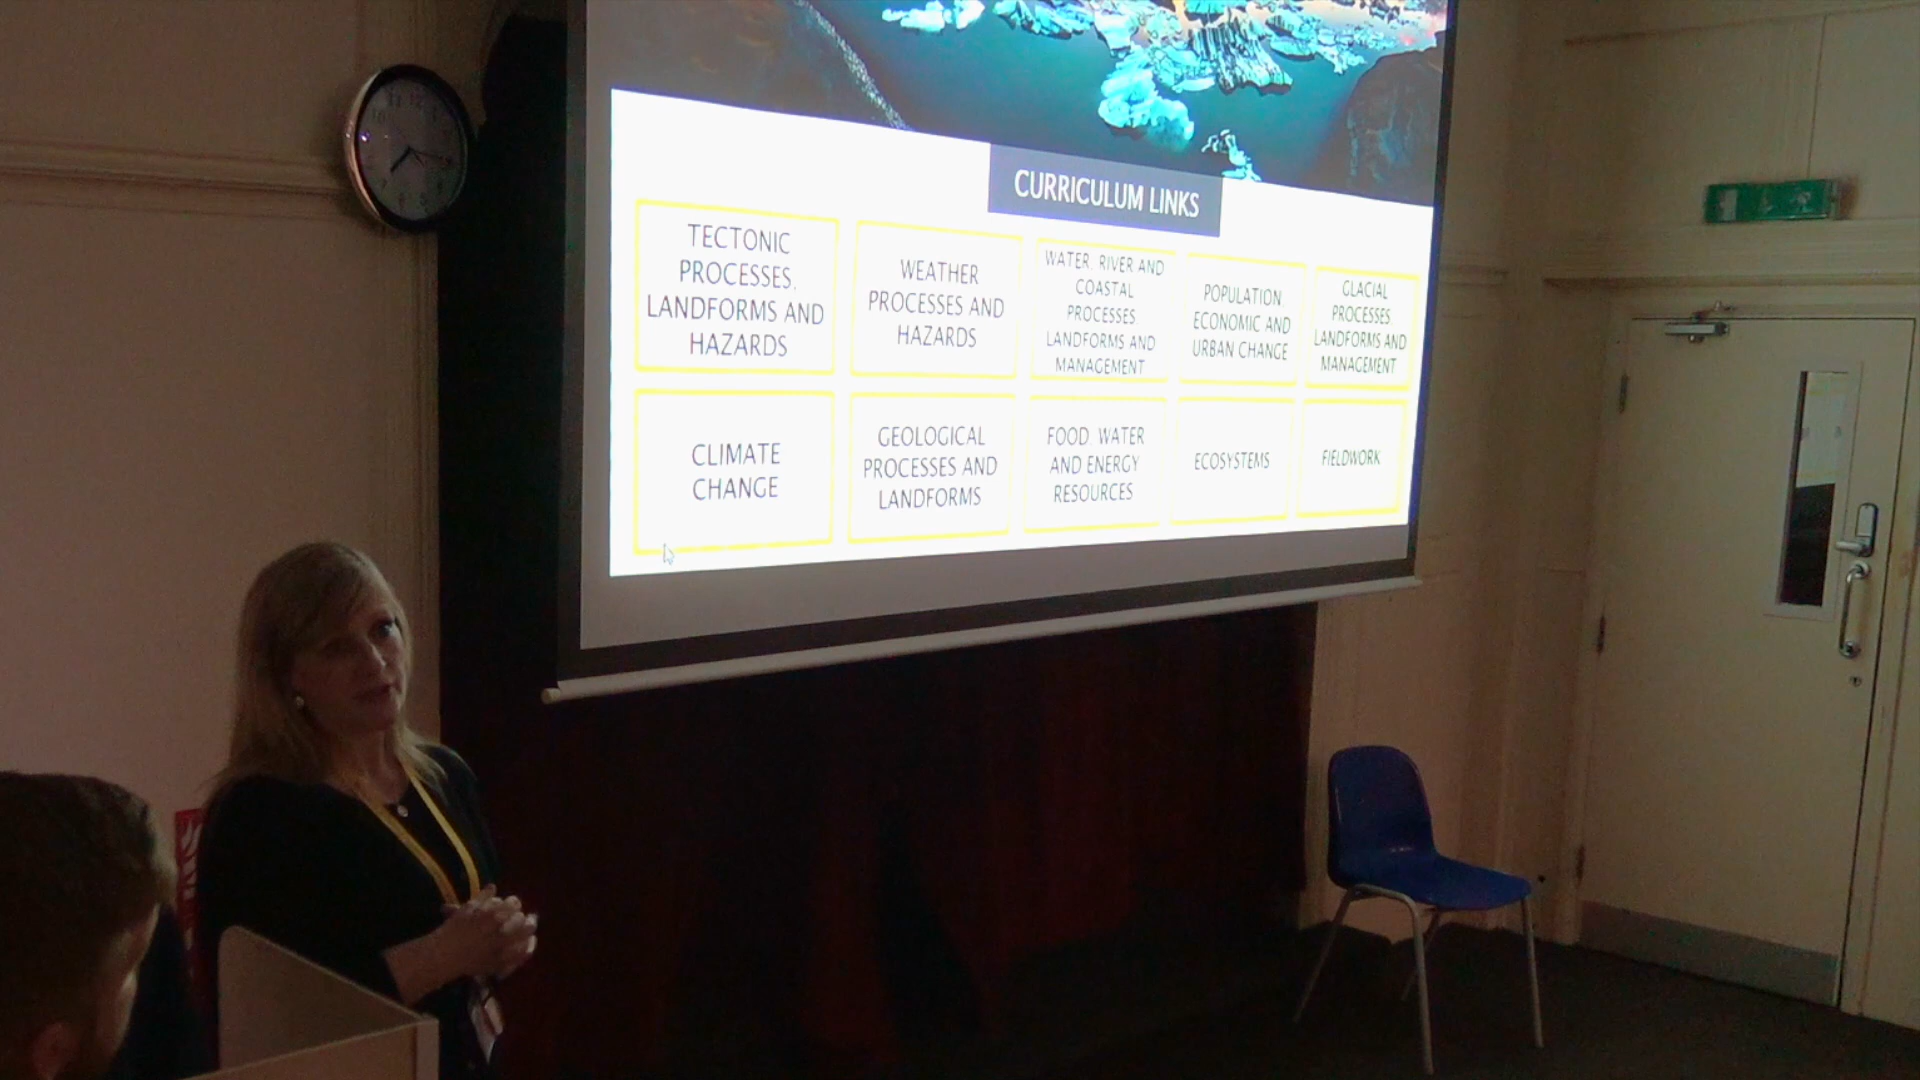 CURRICULUM LINKS
TECTONIC
PROCESSES,
LANDFORMS AND
HAZARDS
WEATHER
PROCESSES AND
HAZARDS
WATER, RIVER AND
COASTAL
PROCESSES,
LANDFORMS AND
MANAGEMENT
POPULATION
ECONOMIC AND
URBAN CHANGE
GLACIAL
PROCESSES,
LANDFORMS AND
MANAGEMENT
CLIMATE
CHANGE
GEOLOGICAL
PROCESSES AND
LANDFORMS
FOOD, WATER
AND ENERGY
RESOURCES
ECOSYSTEMS
FIELDWORK